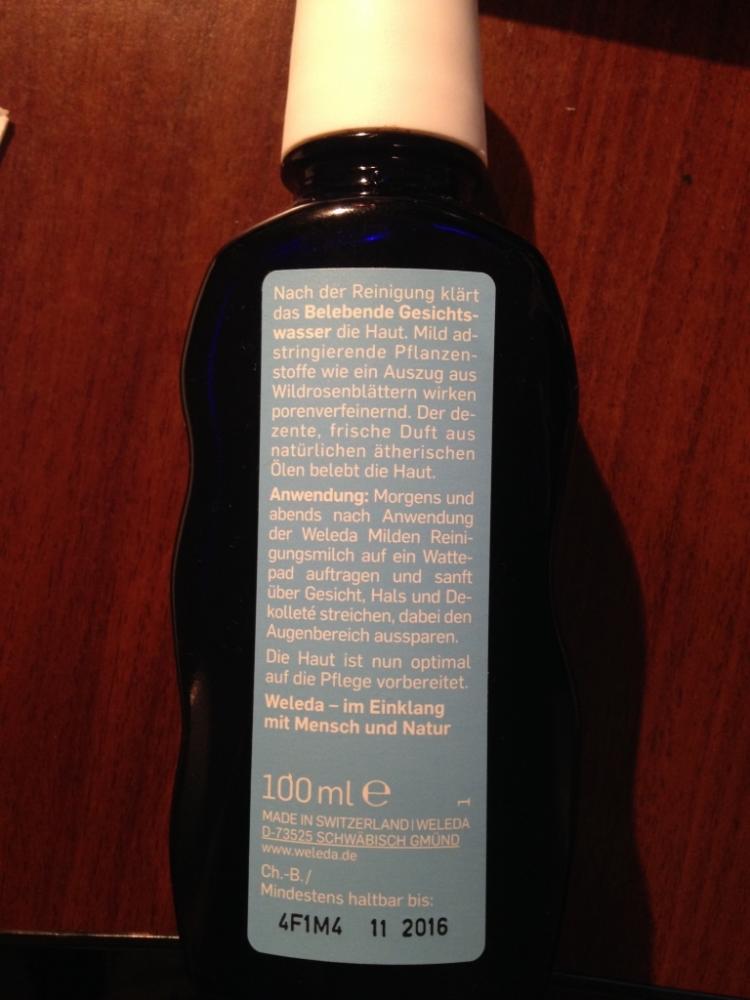 Nach der Reinigung klärt
das Belebende Gesichts-
wasser die Haut. Mild ad-
stringierende Pflanzen-
stoffe wie ein Auszug aus
Wildrosenblättern wirken
porenverfeinernd. Der de-
zente, frische Duft aus
natürlichen ätherischen
Ölen belebt die Haut.
Anwendung: Morgens und
abends nach Anwendung
der Weleda Milden Reini-
gungsmilch auf ein Watte-
pad auftragen und sanft
über Gesicht, Hals und De-
kolleté streichen, dabei den
Augenbereich aussparen.
Die Haut ist nun optimal
auf die Pflege vorbereitet.
Weleda – im Einklang
mit Mensch und Natur
100 ml ℮
1
MADE IN SWITZERLAND | WELEDA
D-73525 SCHWÄBISCH GMÜND
www.weleda.de
Ch.-B./
Mindestens haltbar bis:
4F1M4 11 2016